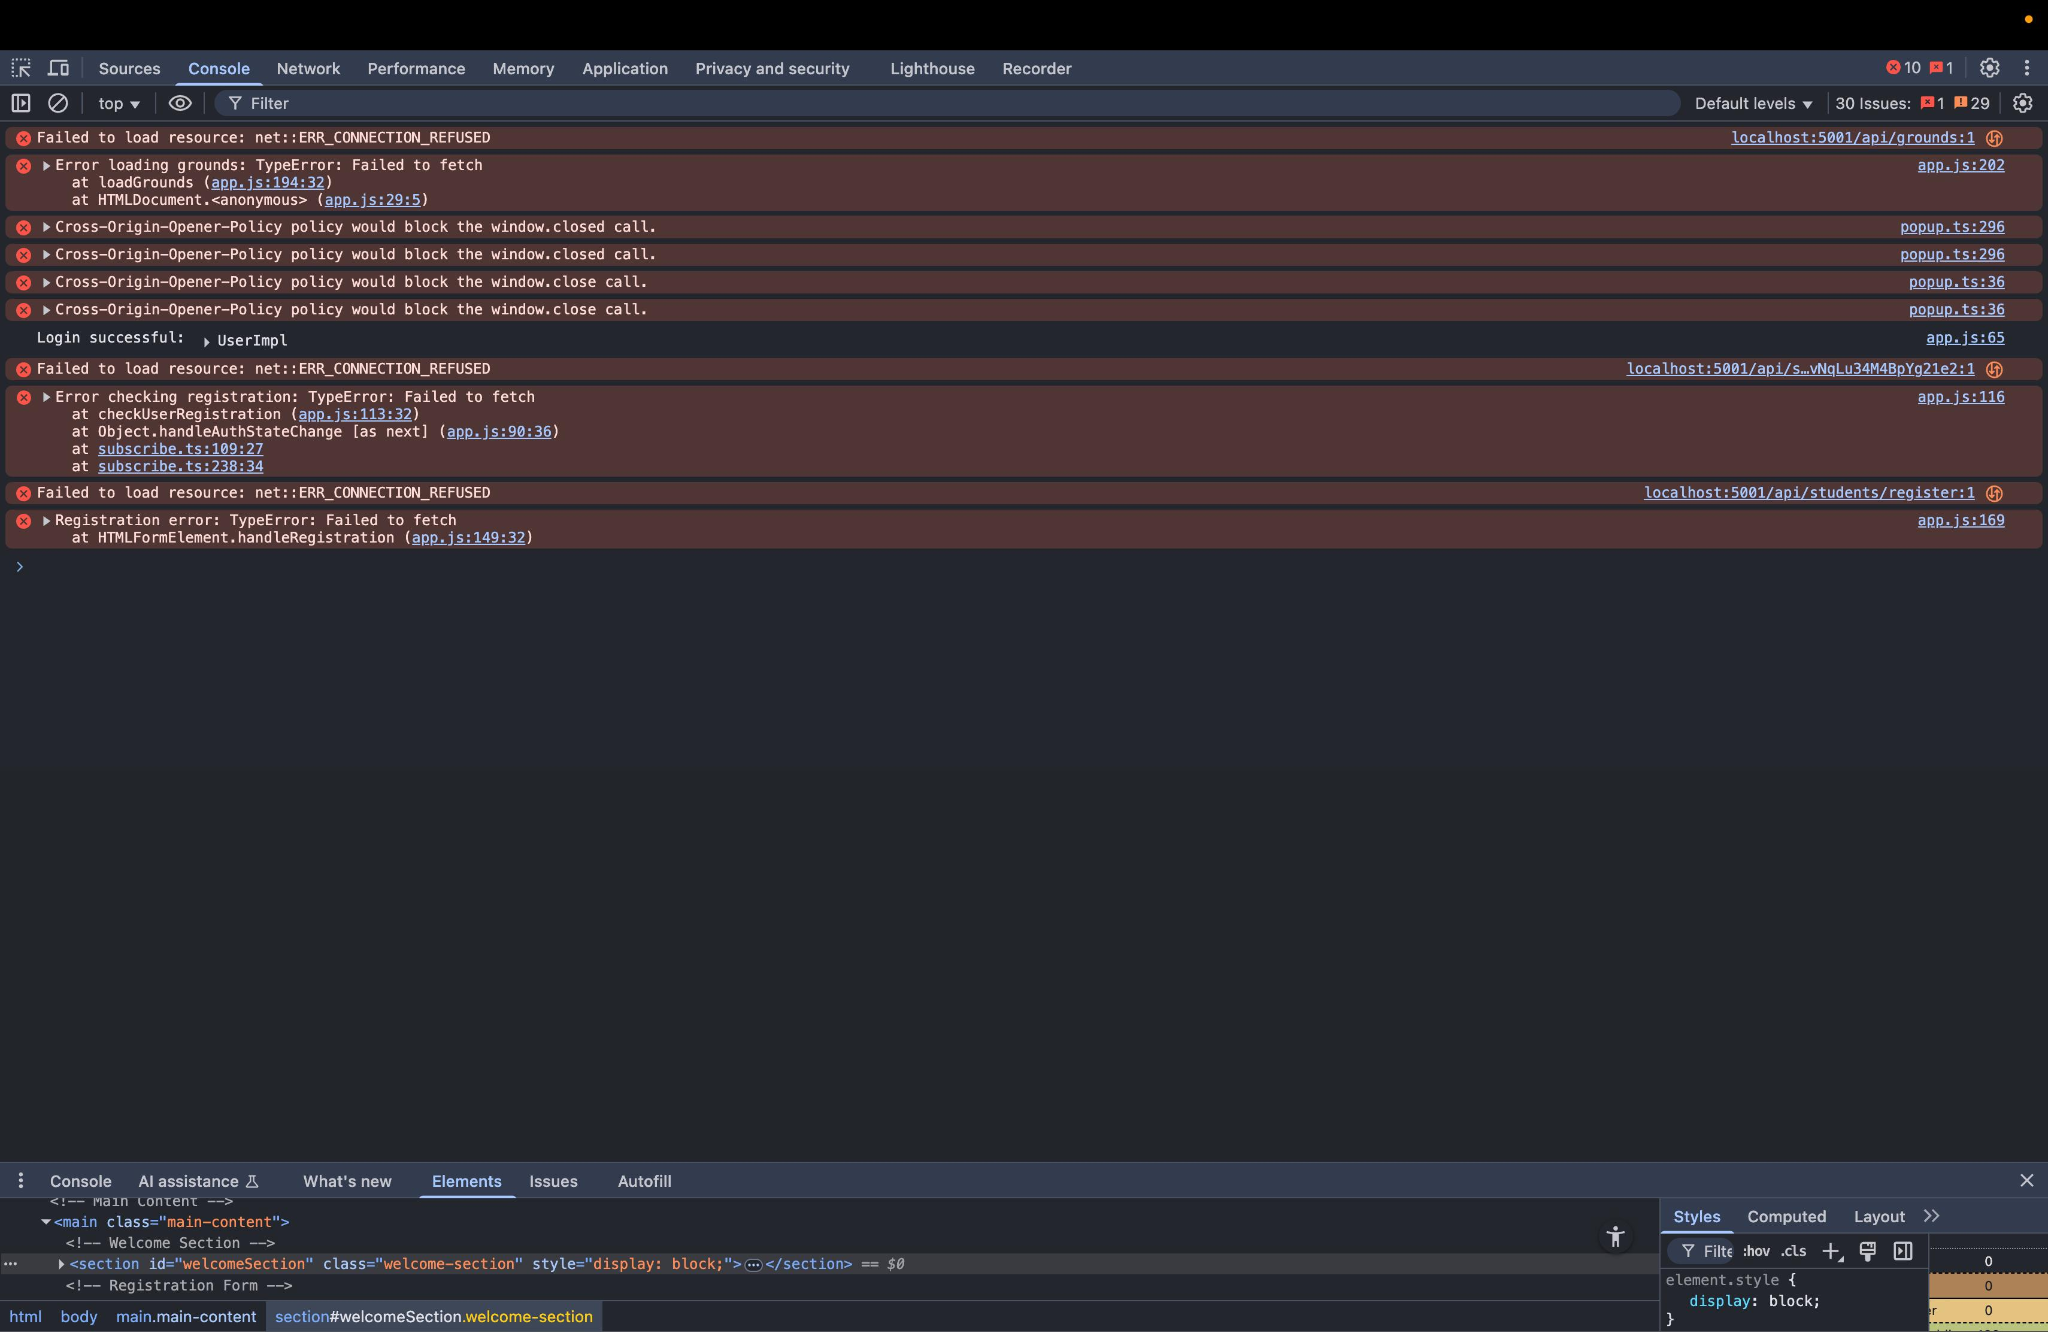 Sources Console Network Performance Memory Application Privacy and security Lighthouse Recorder 10 1
top Filter Default levels 30 Issues: 1 29
Failed to load resource: net::ERR_CONNECTION_REFUSED localhost:5001/api/grounds:1
Error loading grounds: TypeError: Failed to fetch app.js:202
at loadGrounds (app.js:194:32)
at HTMLDocument.<anonymous> (app.js:29:5)
Cross-Origin-Opener-Policy policy would block the window.closed call. popup.ts:296
Cross-Origin-Opener-Policy policy would block the window.closed call. popup.ts:296
Cross-Origin-Opener-Policy policy would block the window.close call. popup.ts:36
Cross-Origin-Opener-Policy policy would block the window.close call. popup.ts:36
Login successful: UserImpl app.js:65
Failed to load resource: net::ERR_CONNECTION_REFUSED localhost:5001/api/s…vNqLu34M4BpYg21e2:1
Error checking registration: TypeError: Failed to fetch app.js:116
at checkUserRegistration (app.js:113:32)
at Object.handleAuthStateChange [as next] (app.js:90:36)
at subscribe.ts:109:27
at subscribe.ts:238:34
Failed to load resource: net::ERR_CONNECTION_REFUSED localhost:5001/api/students/register:1
Registration error: TypeError: Failed to fetch app.js:169
at HTMLFormElement.handleRegistration (app.js:149:32)
>
Console AI assistance What's new Elements Issues Autofill
<!-- Main Content -->
<main class="main-content">
<!-- Welcome Section -->
<section id="welcomeSection" class="welcome-section" style="display: block;">…</section> == $0
<!-- Registration Form -->
html body main.main-content section#welcomeSection.welcome-section
Styles Computed Layout
Filte :hov .cls
element.style {
display: block;
}
0
0
er 0